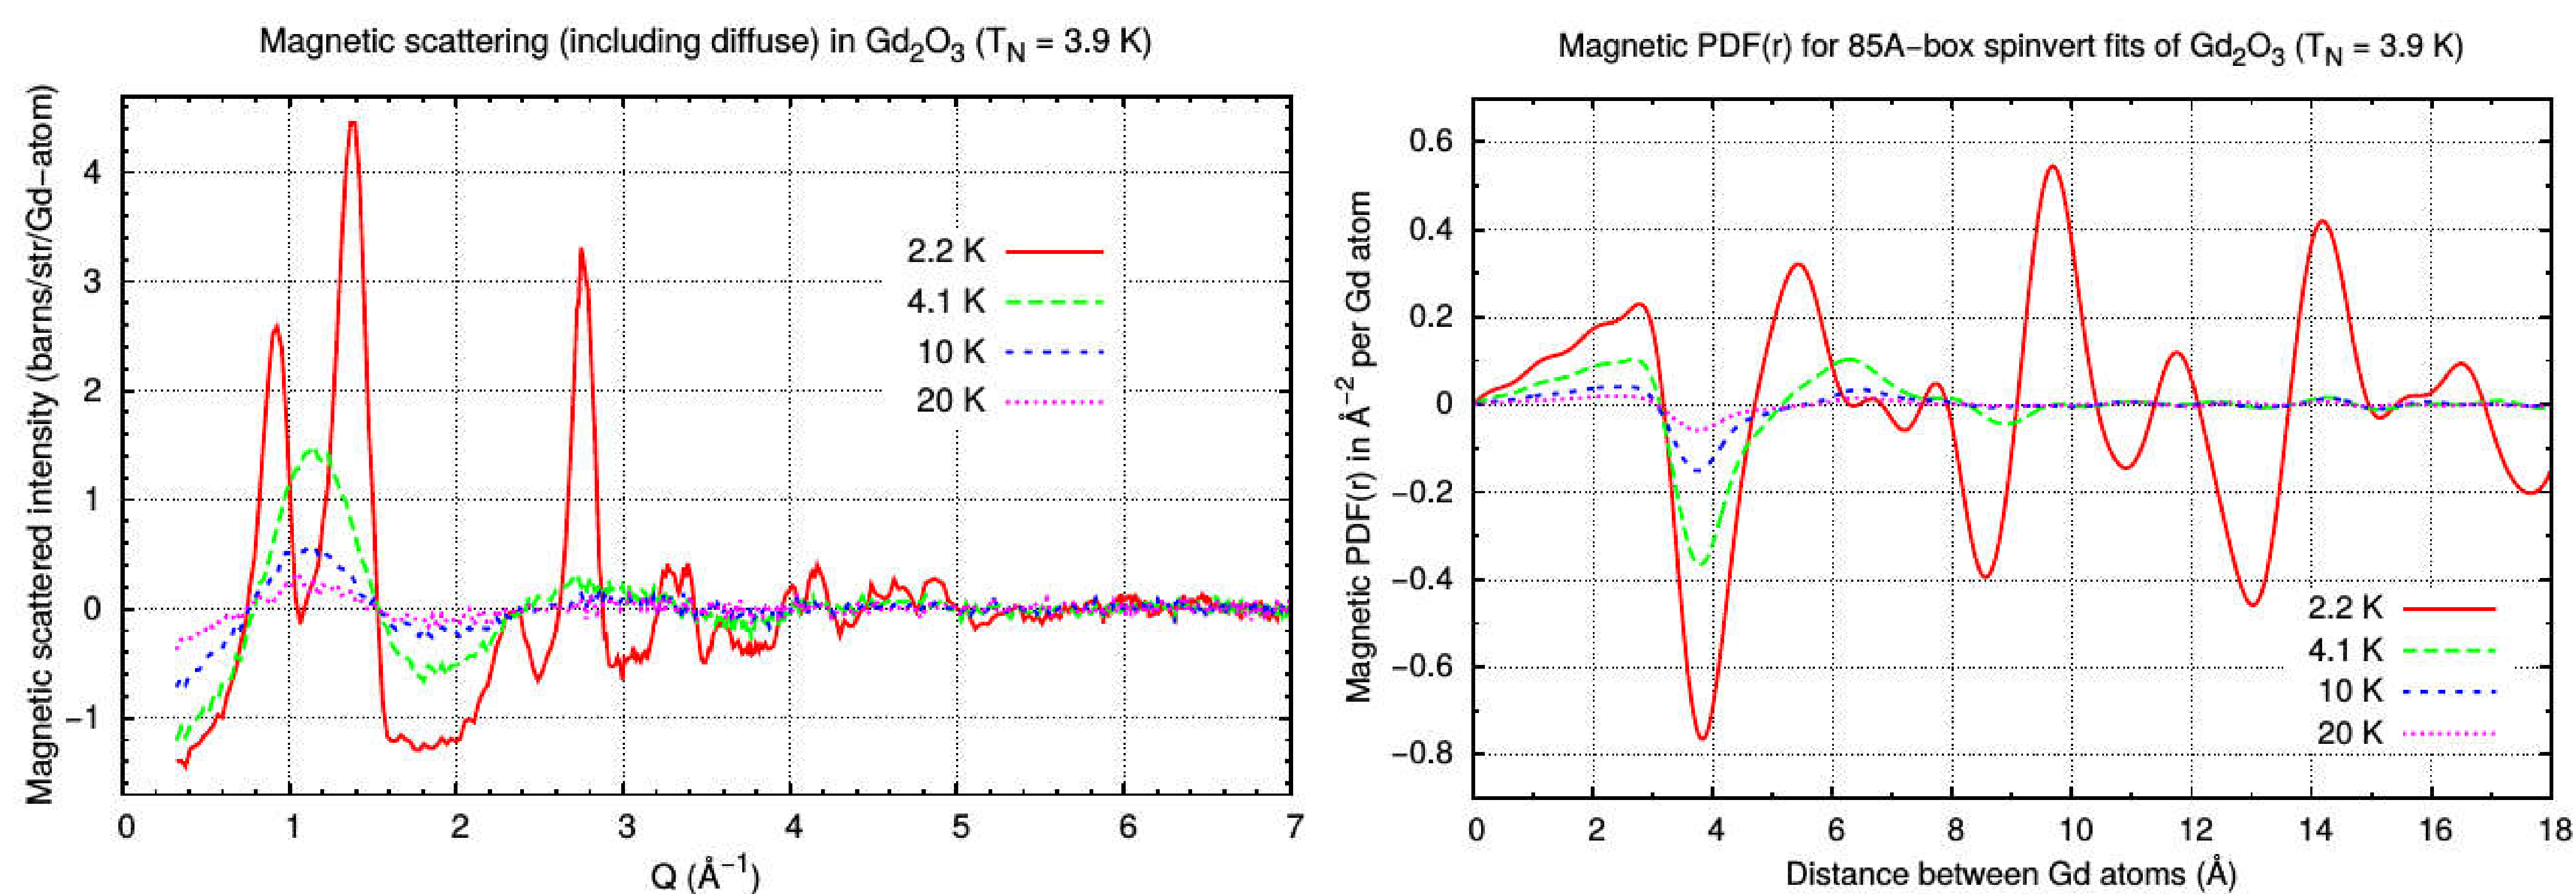 Magnetic scattering (including diffuse) in Gd₂O₃ (T_N = 3.9 K)
Magnetic scattered intensity (barns/str/Gd−atom)
4
3
2
1
0
−1
2.2 K
4.1 K
10 K
20 K
0 1 2 3 4 5 6 7
Q (Å⁻¹)
Magnetic PDF(r) for 85A−box spinvert fits of Gd₂O₃ (T_N = 3.9 K)
Magnetic PDF(r) in Å⁻² per Gd atom
0.6
0.4
0.2
0
−0.2
−0.4
−0.6
−0.8
2.2 K
4.1 K
10 K
20 K
0 2 4 6 8 10 12 14 16 18
Distance between Gd atoms (Å)